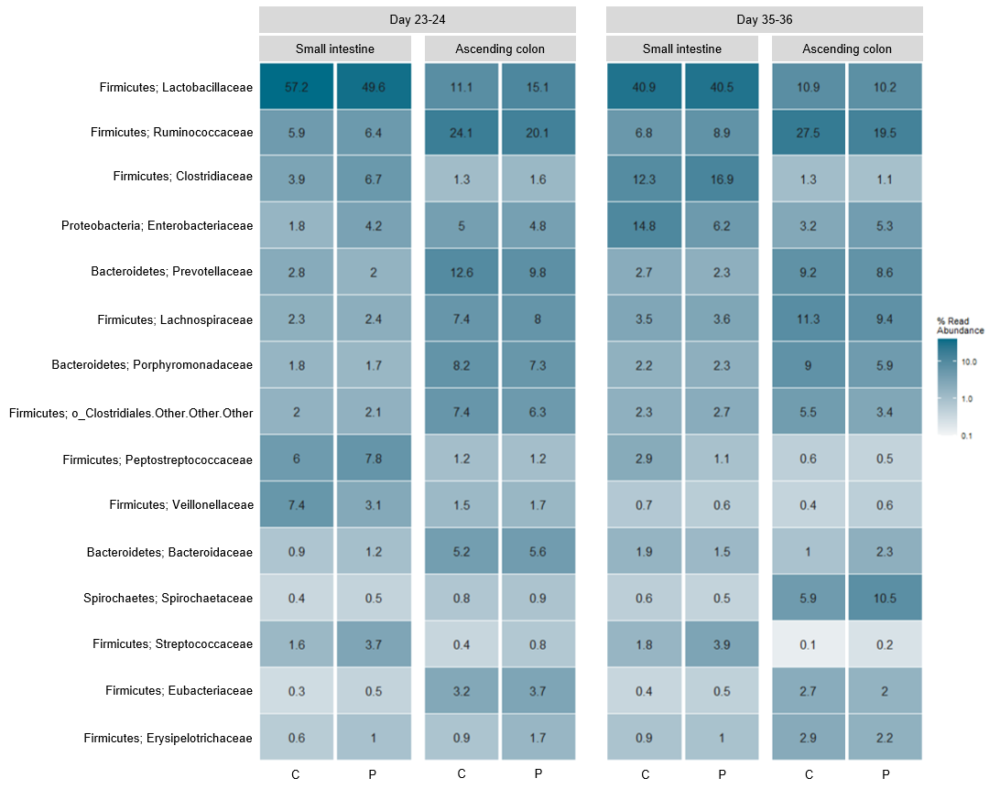 Day 23-24 Day 35-36
Small intestine Ascending colon Small intestine Ascending colon
Firmicutes; Lactobacillaceae 57.2 49.6 11.1 15.1 40.9 40.5 10.9 10.2
Firmicutes; Ruminococcaceae 5.9 6.4 24.1 20.1 6.8 8.9 27.5 19.5
Firmicutes; Clostridiaceae 3.9 6.7 1.3 1.6 12.3 16.9 1.3 1.1
Proteobacteria; Enterobacteriaceae 1.8 4.2 5 4.8 14.8 6.2 3.2 5.3
Bacteroidetes; Prevotellaceae 2.8 2 12.6 9.8 2.7 2.3 9.2 8.6
Firmicutes; Lachnospiraceae 2.3 2.4 7.4 8 3.5 3.6 11.3 9.4
Bacteroidetes; Porphyromonadaceae 1.8 1.7 8.2 7.3 2.2 2.3 9 5.9
Firmicutes; o_Clostridiales.Other.Other.Other 2 2.1 7.4 6.3 2.3 2.7 5.5 3.4
Firmicutes; Peptostreptococcaceae 6 7.8 1.2 1.2 2.9 1.1 0.6 0.5
Firmicutes; Veillonellaceae 7.4 3.1 1.5 1.7 0.7 0.6 0.4 0.6
Bacteroidetes; Bacteroidaceae 0.9 1.2 5.2 5.6 1.9 1.5 1 2.3
Spirochaetes; Spirochaetaceae 0.4 0.5 0.8 0.9 0.6 0.5 5.9 10.5
Firmicutes; Streptococcaceae 1.6 3.7 0.4 0.8 1.8 3.9 0.1 0.2
Firmicutes; Eubacteriaceae 0.3 0.5 3.2 3.7 0.4 0.5 2.7 2
Firmicutes; Erysipelotrichaceae 0.6 1 0.9 1.7 0.9 1 2.9 2.2
C P C P C P C P
% Read
Abundance
10.0
1.0
0.1